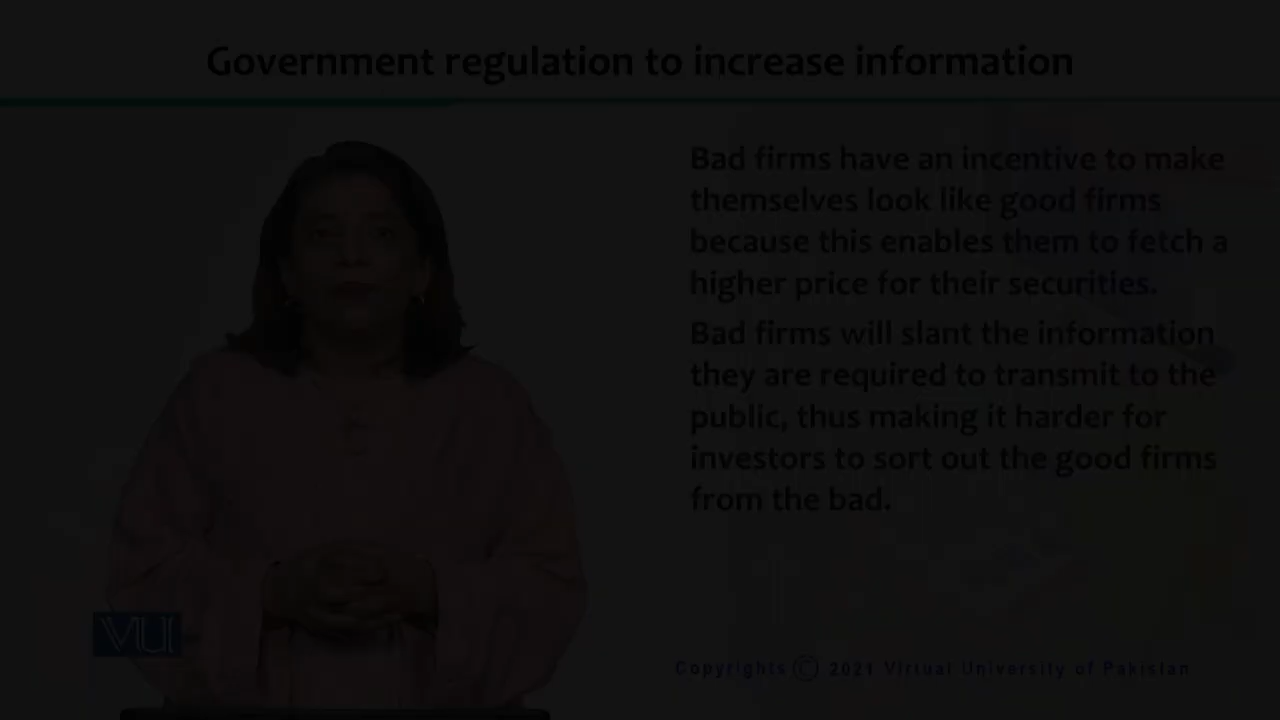 Government regulation to increase information
Bad firms have an incentive to make
themselves look like good firms
because this enables them to fetch a
higher price for their securities.
Bad firms will slant the information
they are required to transmit to the
public, thus making it harder for
investors to sort out the good firms
from the bad.
VU
Copyrights © 2021 Virtual University of Pakistan